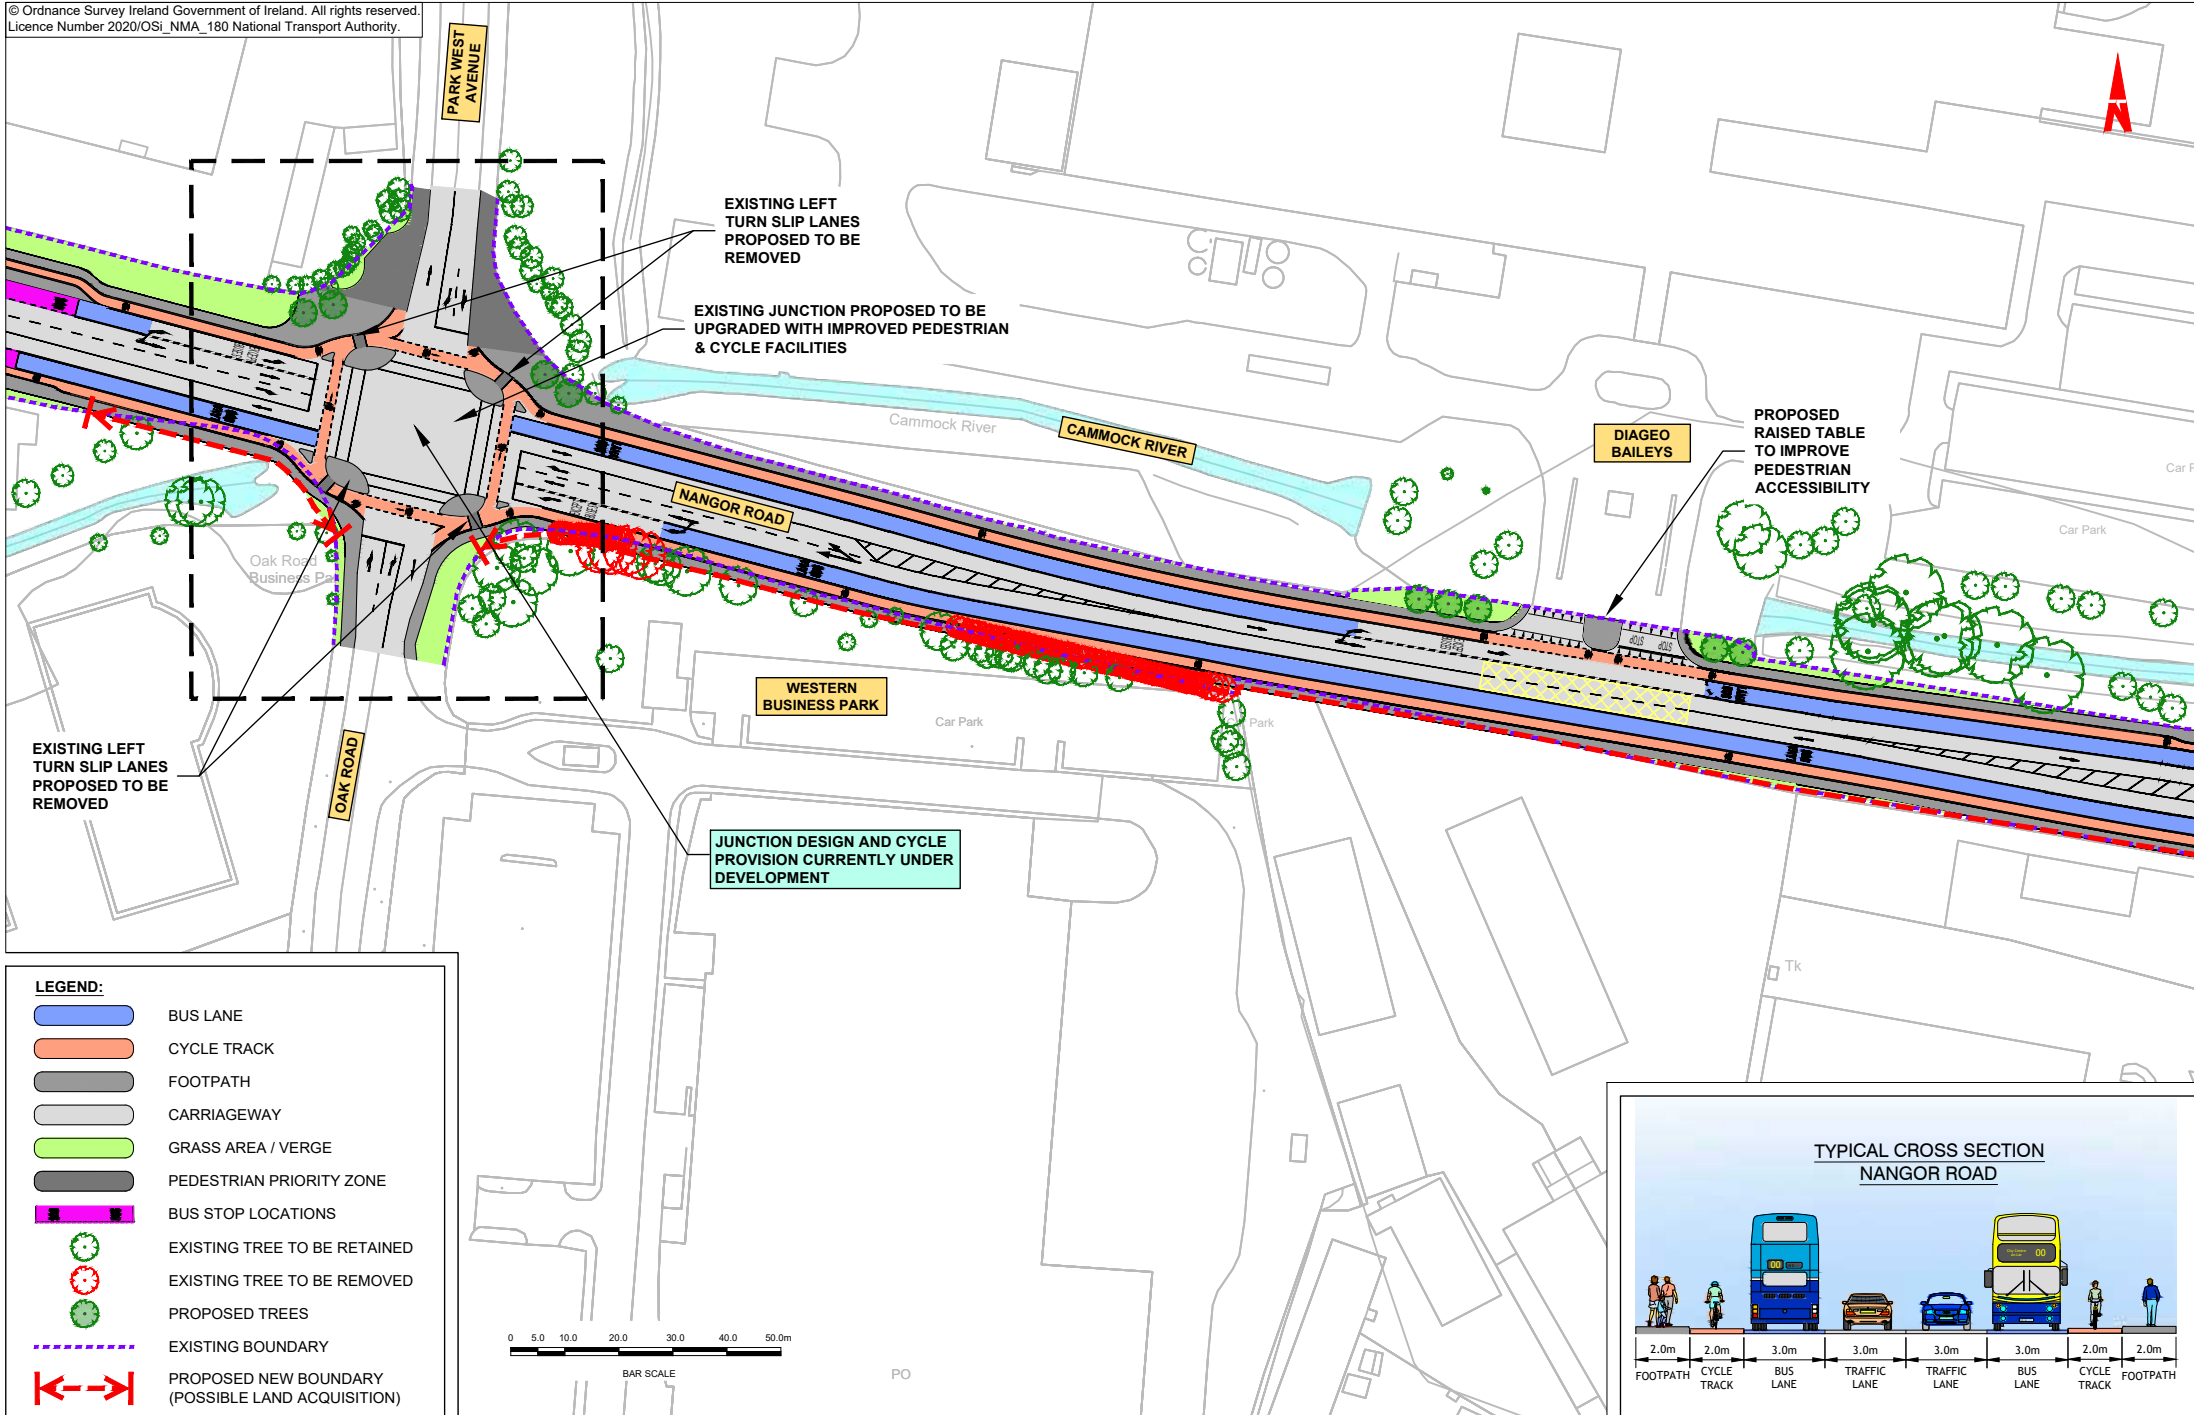 © Ordnance Survey Ireland Government of Ireland. All rights reserved.
Licence Number 2020/OSi_NMA_180 National Transport Authority.
PARK WEST
AVENUE
N
EXISTING LEFT
TURN SLIP LANES
PROPOSED TO BE
REMOVED
EXISTING JUNCTION PROPOSED TO BE
UPGRADED WITH IMPROVED PEDESTRIAN
& CYCLE FACILITIES
Cammock River
CAMMOCK RIVER
DIAGEO
BAILEYS
PROPOSED
RAISED TABLE
TO IMPROVE
PEDESTRIAN
ACCESSIBILITY
Car P
Car Park
NANGOR ROAD
Oak Road
Business Pa
STOP
STOP
WESTERN
BUSINESS PARK
Car Park
Park
EXISTING LEFT
TURN SLIP LANES
PROPOSED TO BE
REMOVED
OAK ROAD
JUNCTION DESIGN AND CYCLE
PROVISION CURRENTLY UNDER
DEVELOPMENT
Tk
LEGEND:
BUS LANE
CYCLE TRACK
FOOTPATH
CARRIAGEWAY
GRASS AREA / VERGE
PEDESTRIAN PRIORITY ZONE
BUS STOP LOCATIONS
EXISTING TREE TO BE RETAINED
EXISTING TREE TO BE REMOVED
PROPOSED TREES
EXISTING BOUNDARY
PROPOSED NEW BOUNDARY
(POSSIBLE LAND ACQUISITION)
0 5.0 10.0 20.0 30.0 40.0 50.0m
BAR SCALE
PO
TYPICAL CROSS SECTION
NANGOR ROAD
00
00
2.0m 2.0m 3.0m 3.0m 3.0m 3.0m 2.0m 2.0m
FOOTPATH CYCLE TRACK BUS LANE TRAFFIC LANE TRAFFIC LANE BUS LANE CYCLE TRACK FOOTPATH